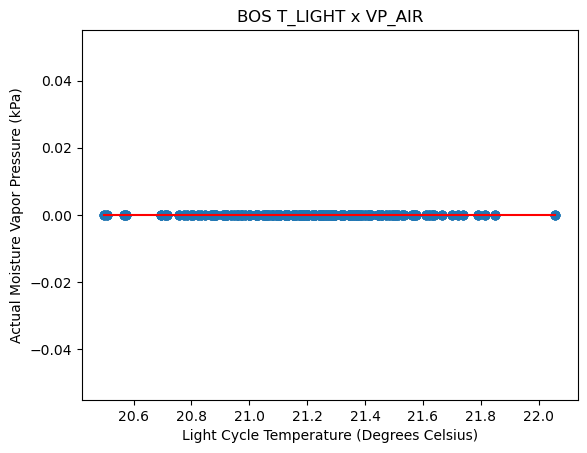 BOS T_LIGHT x VP_AIR
Actual Moisture Vapor Pressure (kPa)
0.04
0.02
0.00
−0.02
−0.04
20.6 20.8 21.0 21.2 21.4 21.6 21.8 22.0
Light Cycle Temperature (Degrees Celsius)